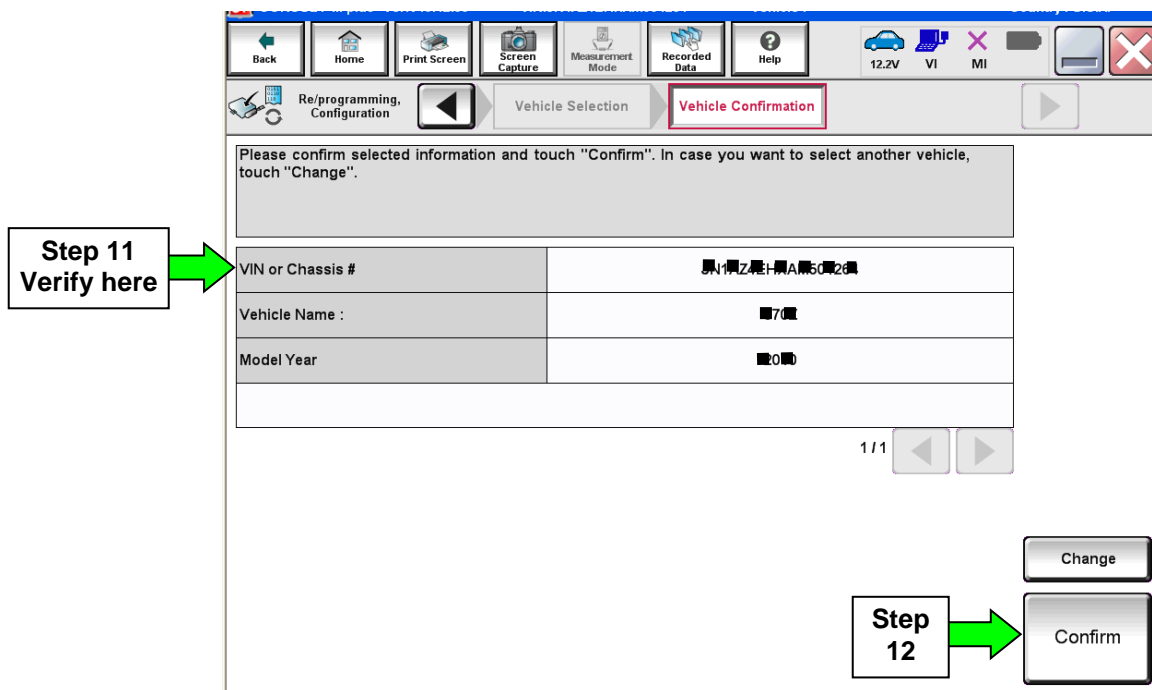 Back
Home
Print Screen
Screen
Capture
Measurement
Mode
Recorded
Data
Help
12.2V
VI
MI
Re/programming,
Configuration
Vehicle Selection
Vehicle Confirmation
Please confirm selected information and touch "Confirm". In case you want to select another vehicle,
touch "Change".
Step 11
Verify here
VIN or Chassis #
Vehicle Name :
Model Year
1 / 1
Change
Step
12
Confirm